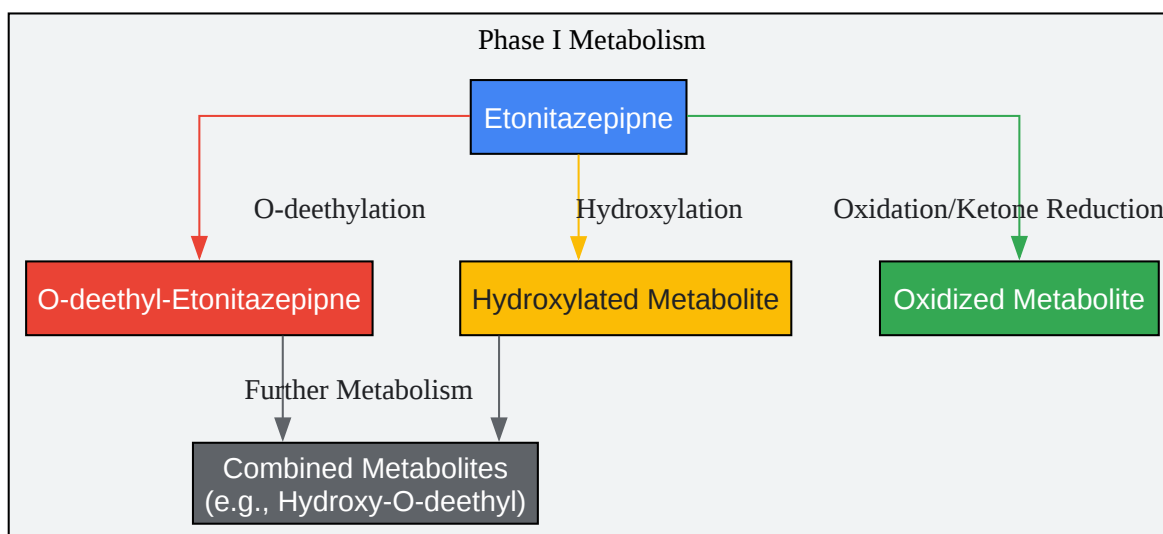 Phase I Metabolism
Etonitazepipne
O-deethylation
Hydroxylation
Oxidation/Ketone Reduction
O-deethyl-Etonitazepipne
Hydroxylated Metabolite
Oxidized Metabolite
Further Metabolism
Combined Metabolites
(e.g., Hydroxy-O-deethyl)